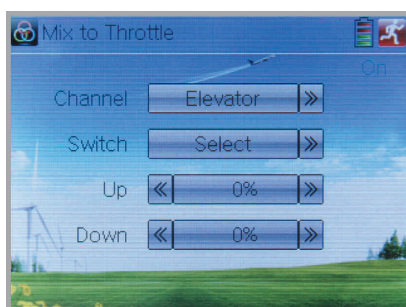 Mix to Throttle
On
Channel Elevator
Switch Select
Up 0%
Down 0%